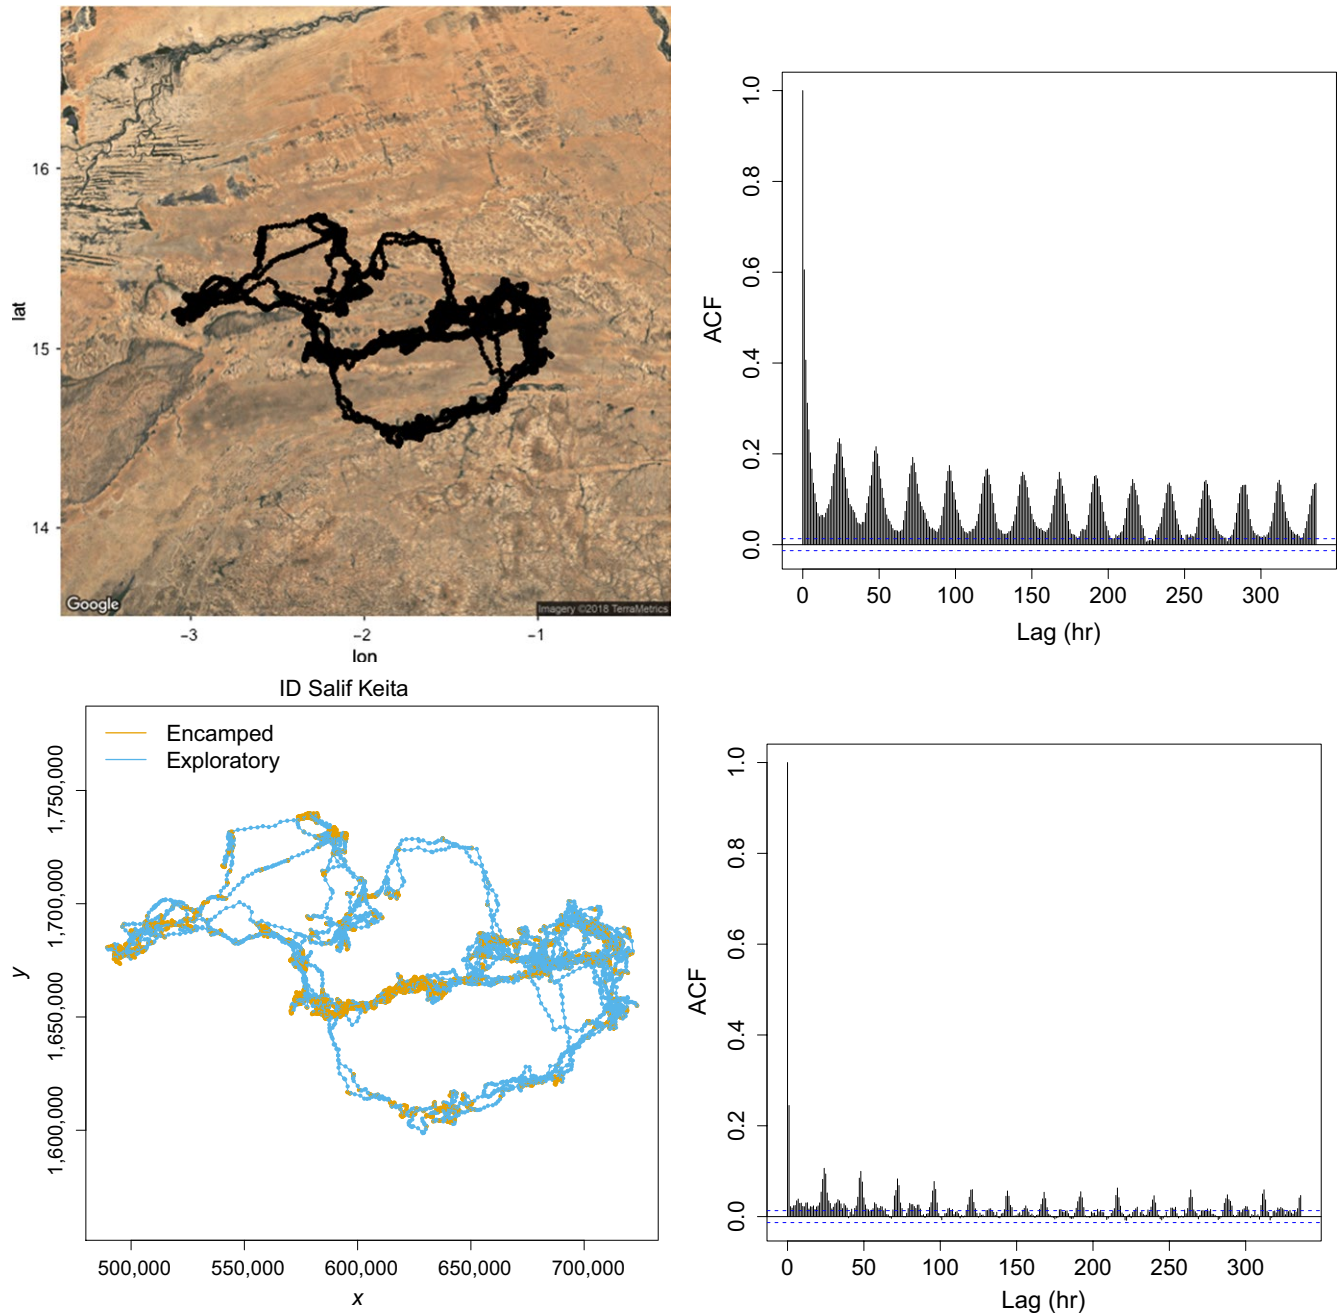 16
15
14
lat
−3
−2
−1
lon
Google
Imagery ©2018 TerraMetrics
1.0
0.8
0.6
0.4
0.2
0.0
ACF
0 50 100 150 200 250 300
Lag (hr)
ID Salif Keita
Encamped
Exploratory
1,750,000
1,700,000
1,650,000
1,600,000
y
500,000 550,000 600,000 650,000 700,000
x
1.0
0.8
0.6
0.4
0.2
0.0
ACF
0 50 100 150 200 250 300
Lag (hr)